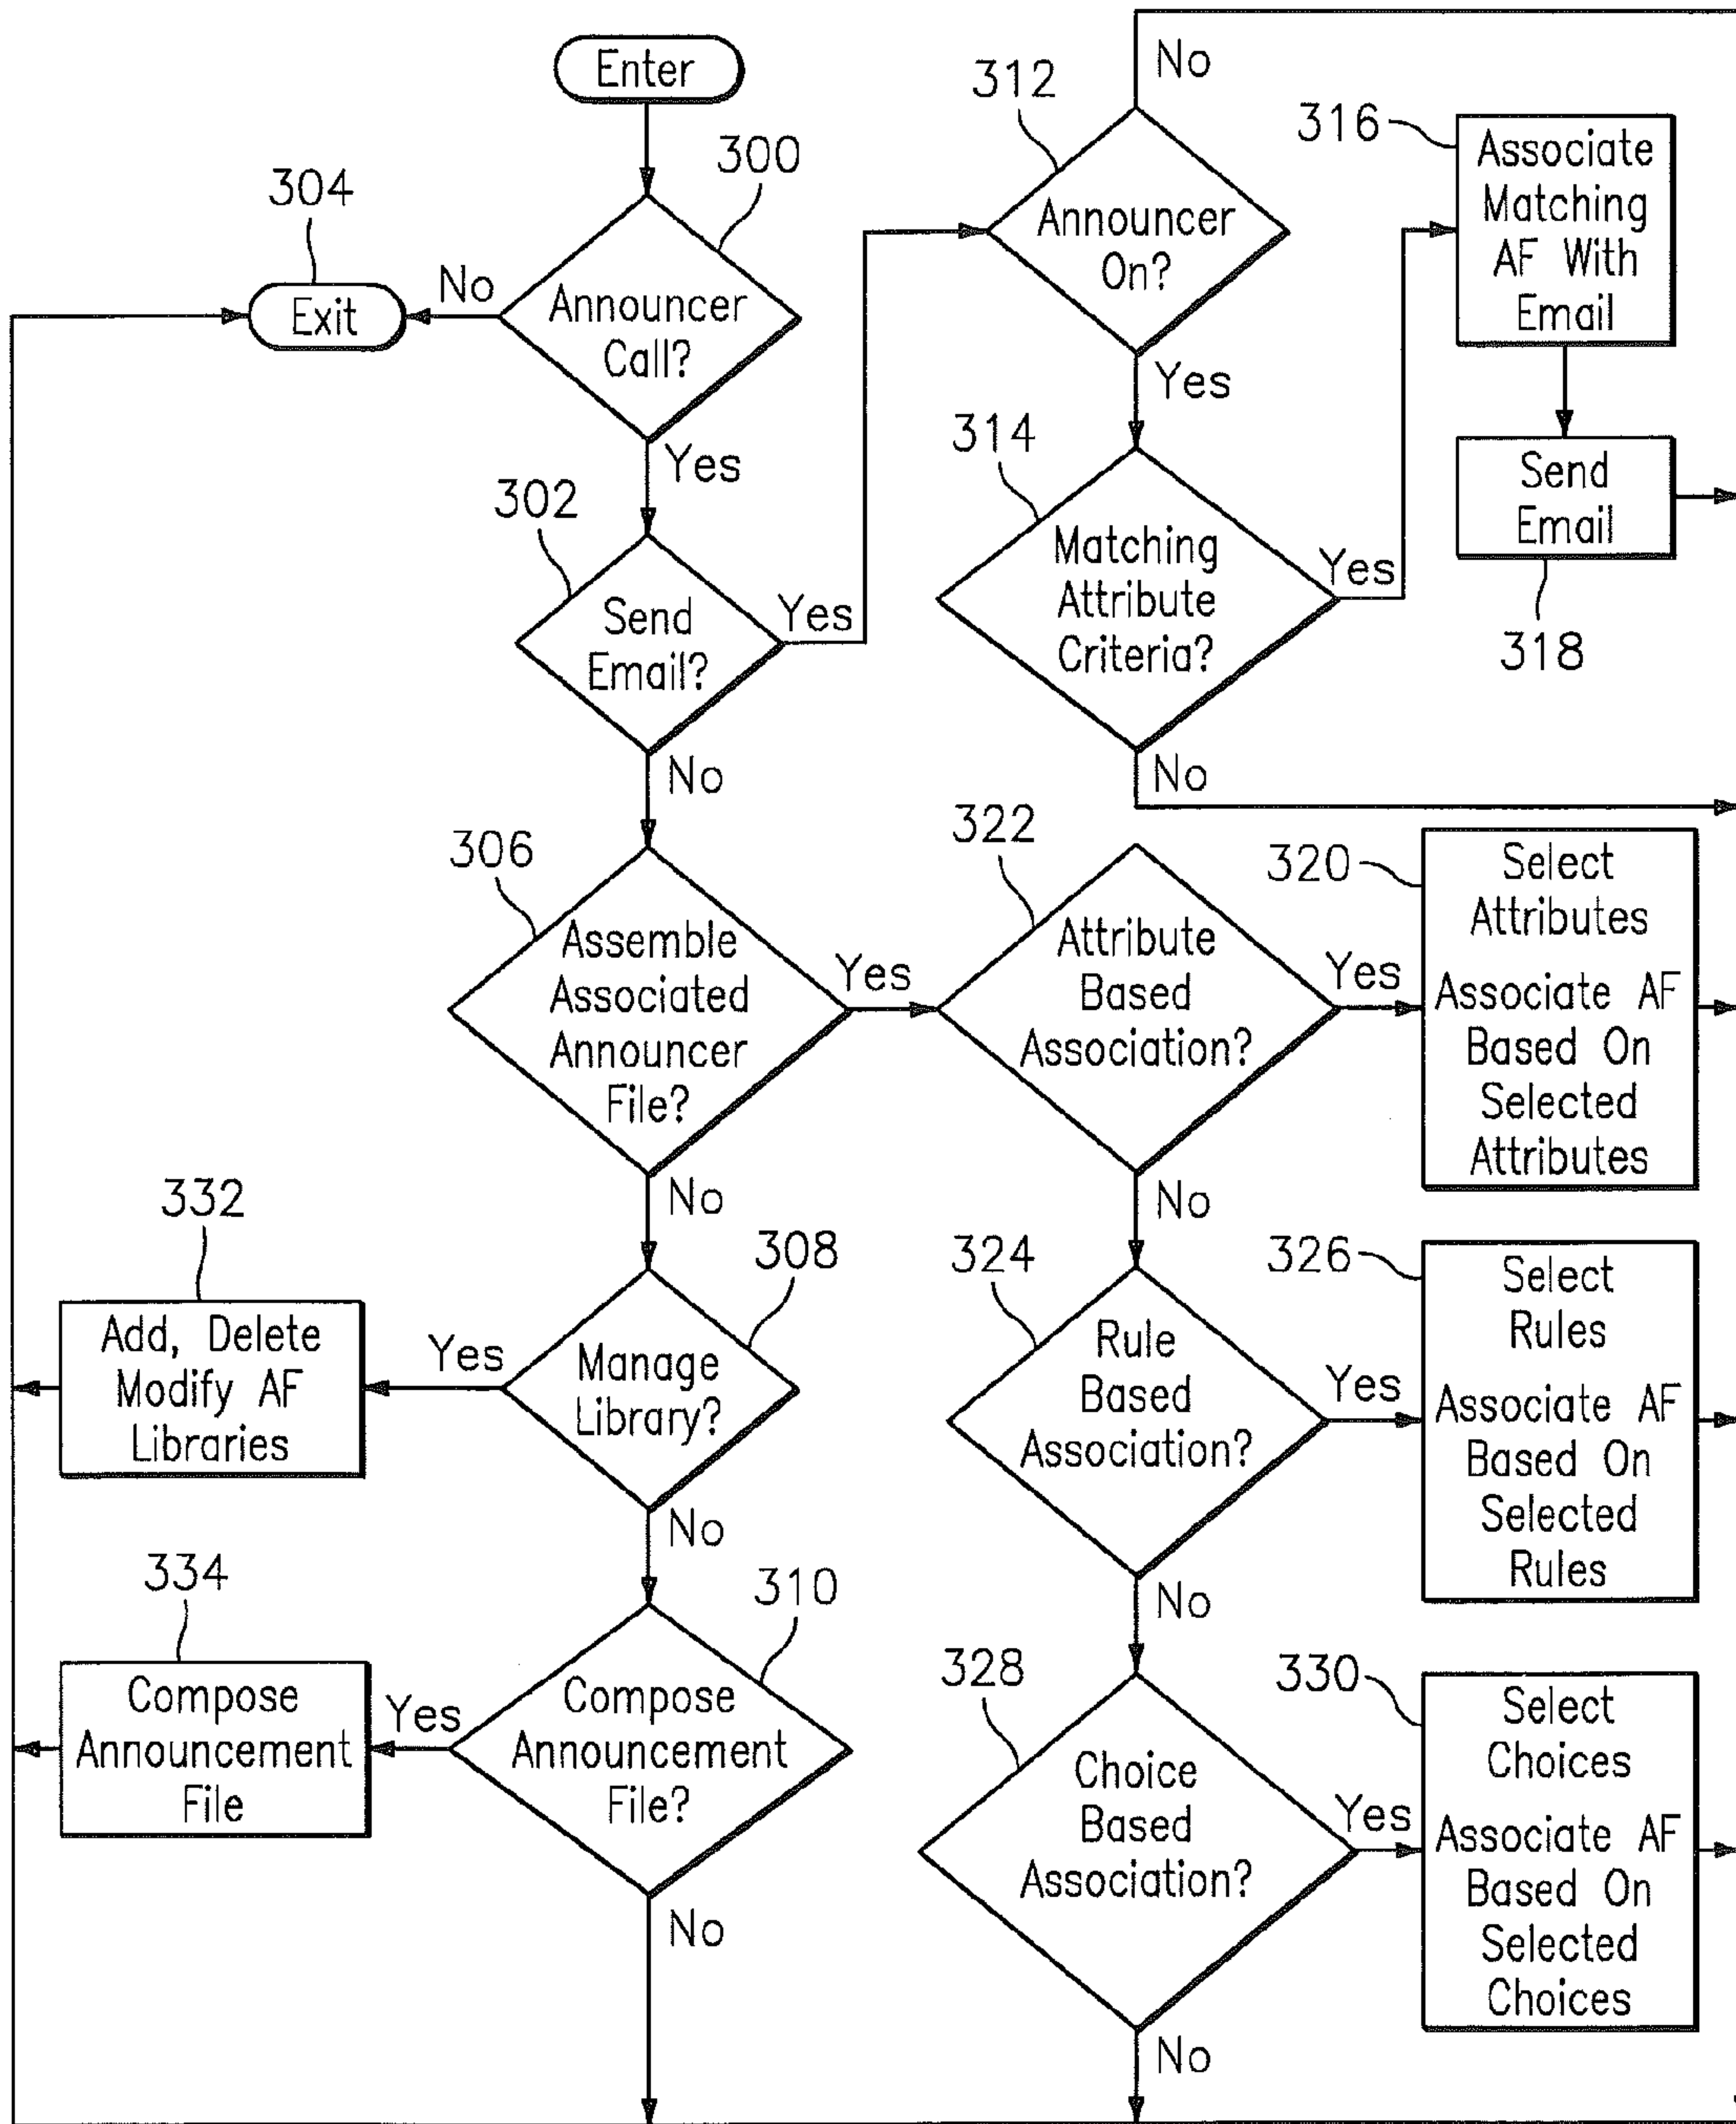 Enter
300
304
Exit
No
Announcer
Call?
Yes
302
Send
Email?
Yes
No
312
No
Announcer
On?
Yes
314
Matching
Attribute
Criteria?
Yes
No
316
Associate
Matching
AF With
Email
Send
Email
318
306
Assemble
Associated
Announcer
File?
Yes
No
322
Attribute
Based
Association?
Yes
No
320
Select
Attributes
Associate AF
Based On
Selected
Attributes
332
Add, Delete
Modify AF
Libraries
Yes
308
Manage
Library?
No
324
Rule
Based
Association?
Yes
No
326
Select
Rules
Associate AF
Based On
Selected
Rules
334
Compose
Announcement
File
Yes
310
Compose
Announcement
File?
No
328
Choice
Based
Association?
Yes
No
330
Select
Choices
Associate AF
Based On
Selected
Choices